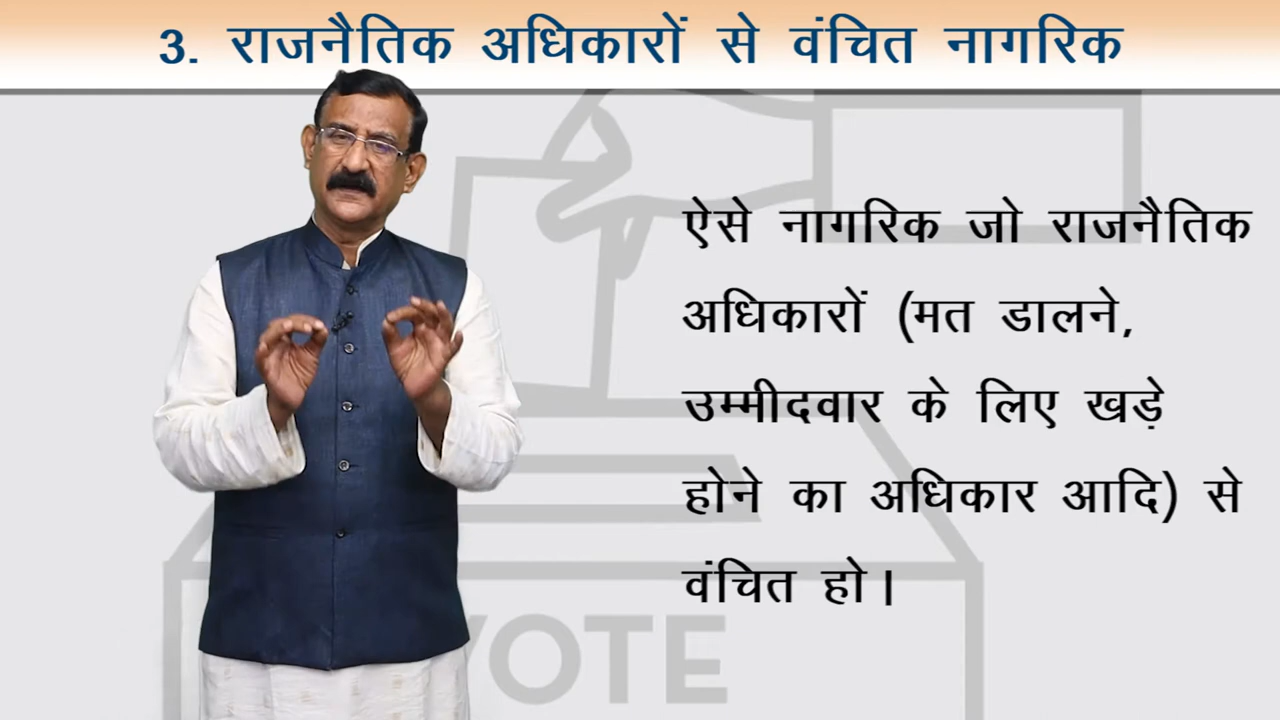 3. राजनैतिक अधिकारों से वंचित नागरिक
ऐसे नागरिक जो राजनैतिक
अधिकारों (मत डालने,
उम्मीदवार के लिए खड़े
होने का अधिकार आदि) से
वंचित हो।
VOTE